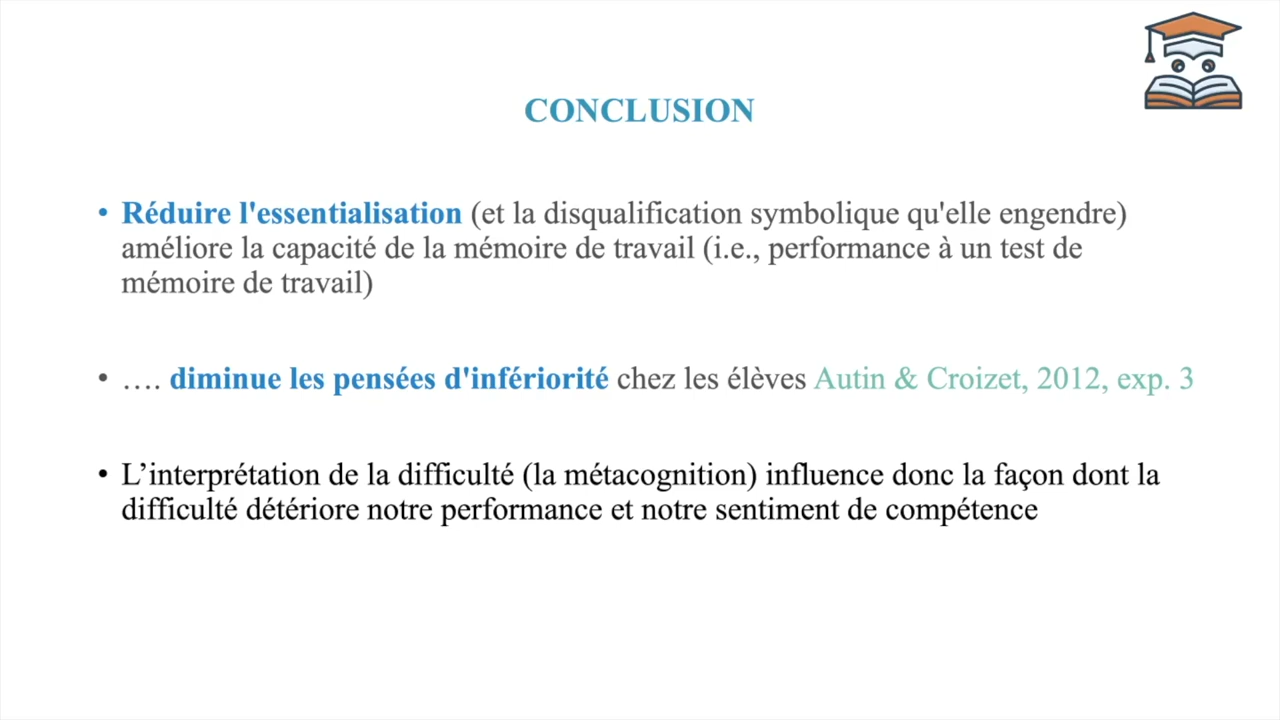 CONCLUSION
• Réduire l'essentialisation (et la disqualification symbolique qu'elle engendre)
améliore la capacité de la mémoire de travail (i.e., performance à un test de
mémoire de travail)
• …. diminue les pensées d'infériorité chez les élèves Autin & Croizet, 2012, exp. 3
• L’interprétation de la difficulté (la métacognition) influence donc la façon dont la
difficulté détériore notre performance et notre sentiment de compétence